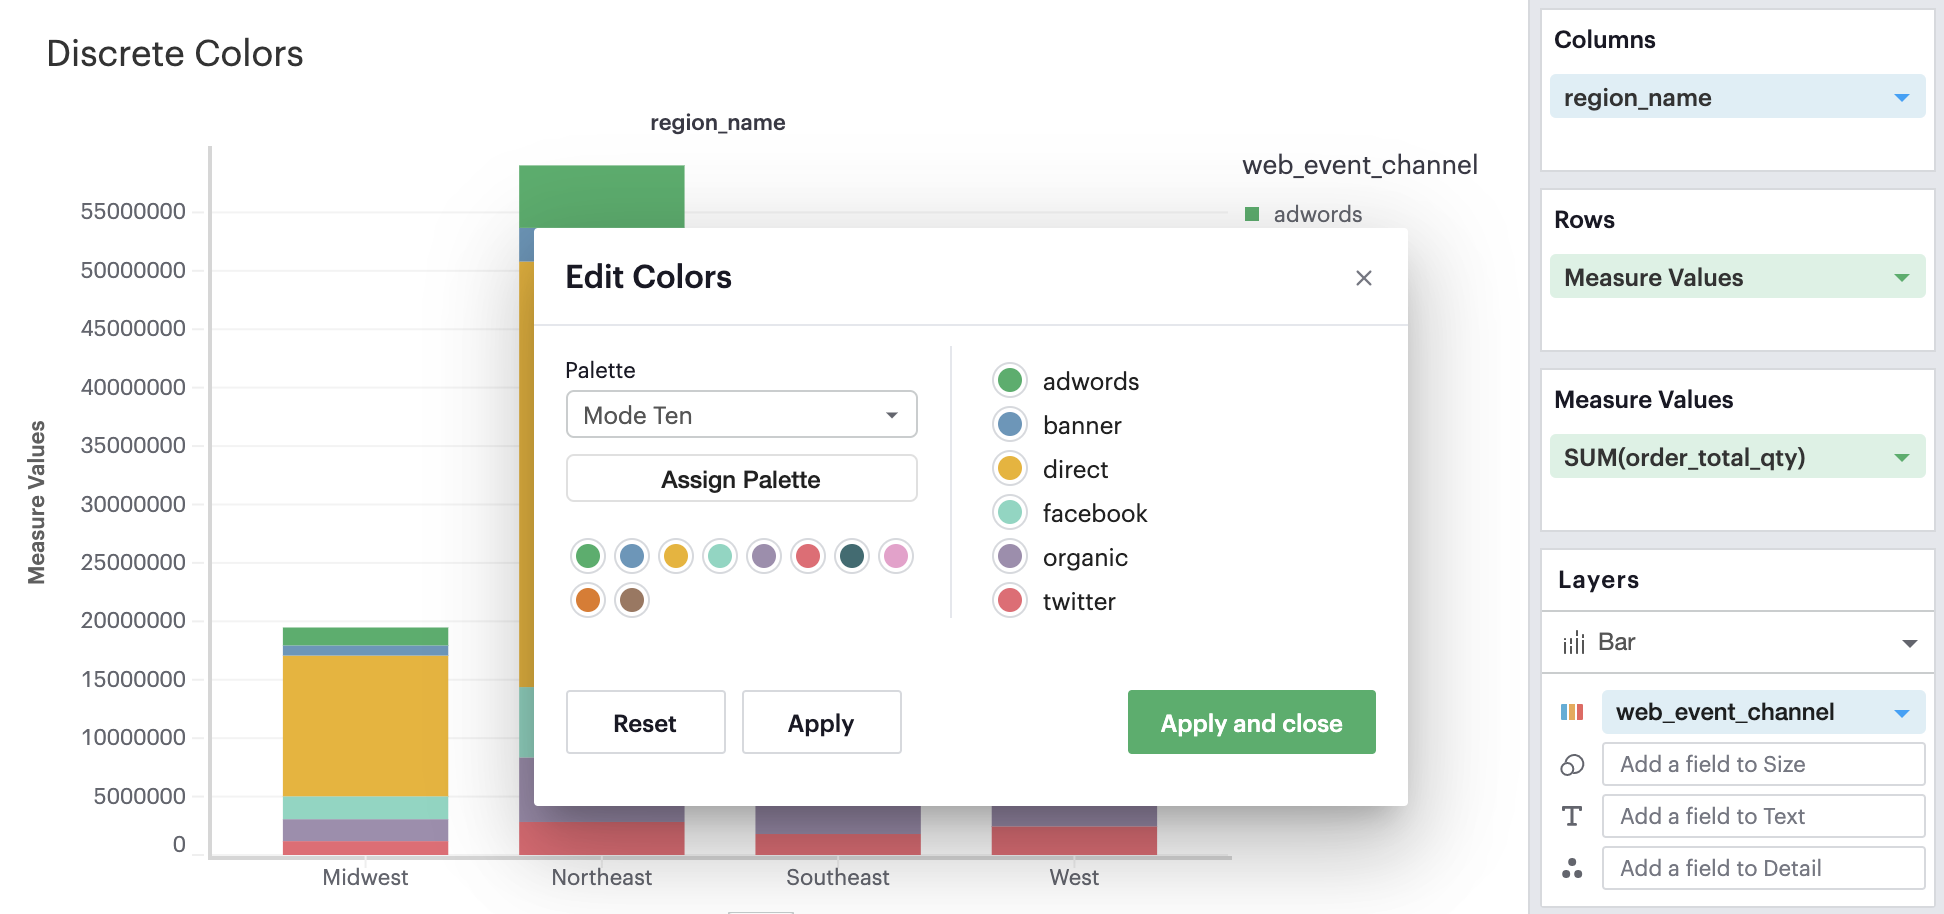 Discrete Colors
region_name
web_event_channel
adwords
55000000
50000000
45000000
40000000
35000000
30000000
25000000
20000000
15000000
10000000
5000000
0
Measure Values
Midwest
Northeast
Southeast
West
Edit Colors
Palette
Mode Ten
Assign Palette
adwords
banner
direct
facebook
organic
twitter
Reset
Apply
Apply and close
Columns
region_name
Rows
Measure Values
Measure Values
SUM(order_total_qty)
Layers
Bar
web_event_channel
Add a field to Size
Add a field to Text
Add a field to Detail